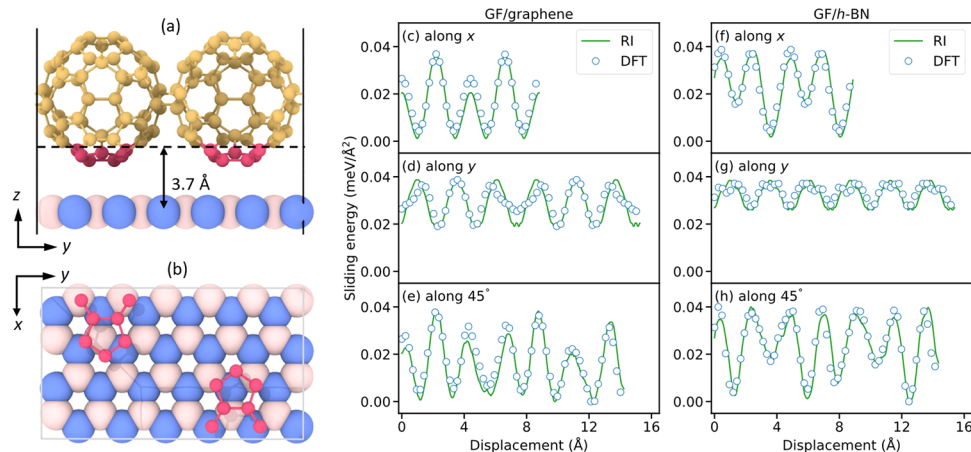 (a)
3.7 Å
z
y
(b)
y
x
GF/graphene
GF/h-BN
Sliding energy (meV/Å²)
(c) along x
RI
DFT
0.04
0.02
0.00
(d) along y
0.04
0.02
0.00
(e) along 45°
0.04
0.02
0.00
0 4 8 12 16
Displacement (Å)
(f) along x
RI
DFT
0.04
0.02
0.00
(g) along y
0.04
0.02
0.00
(h) along 45°
0.04
0.02
0.00
0 4 8 12 16
Displacement (Å)